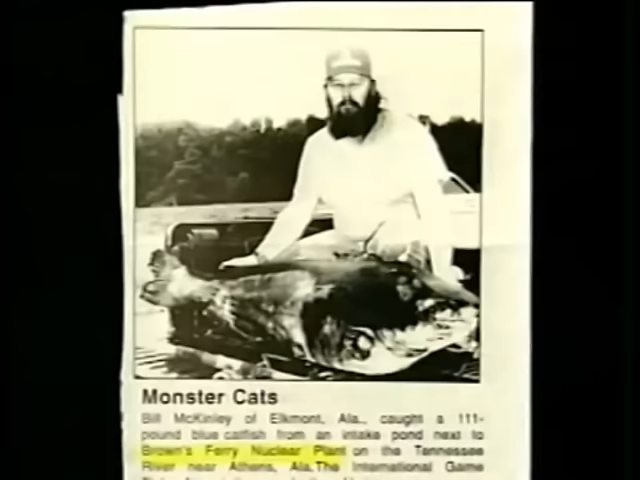 Monster Cats
Bill McKinley of Elkmont, Ala., caught a 111-
pound blue catfish from an intake pond next to
Brown's Ferry Nuclear Plant on the Tennessee
River near Athens, Ala.The International Game